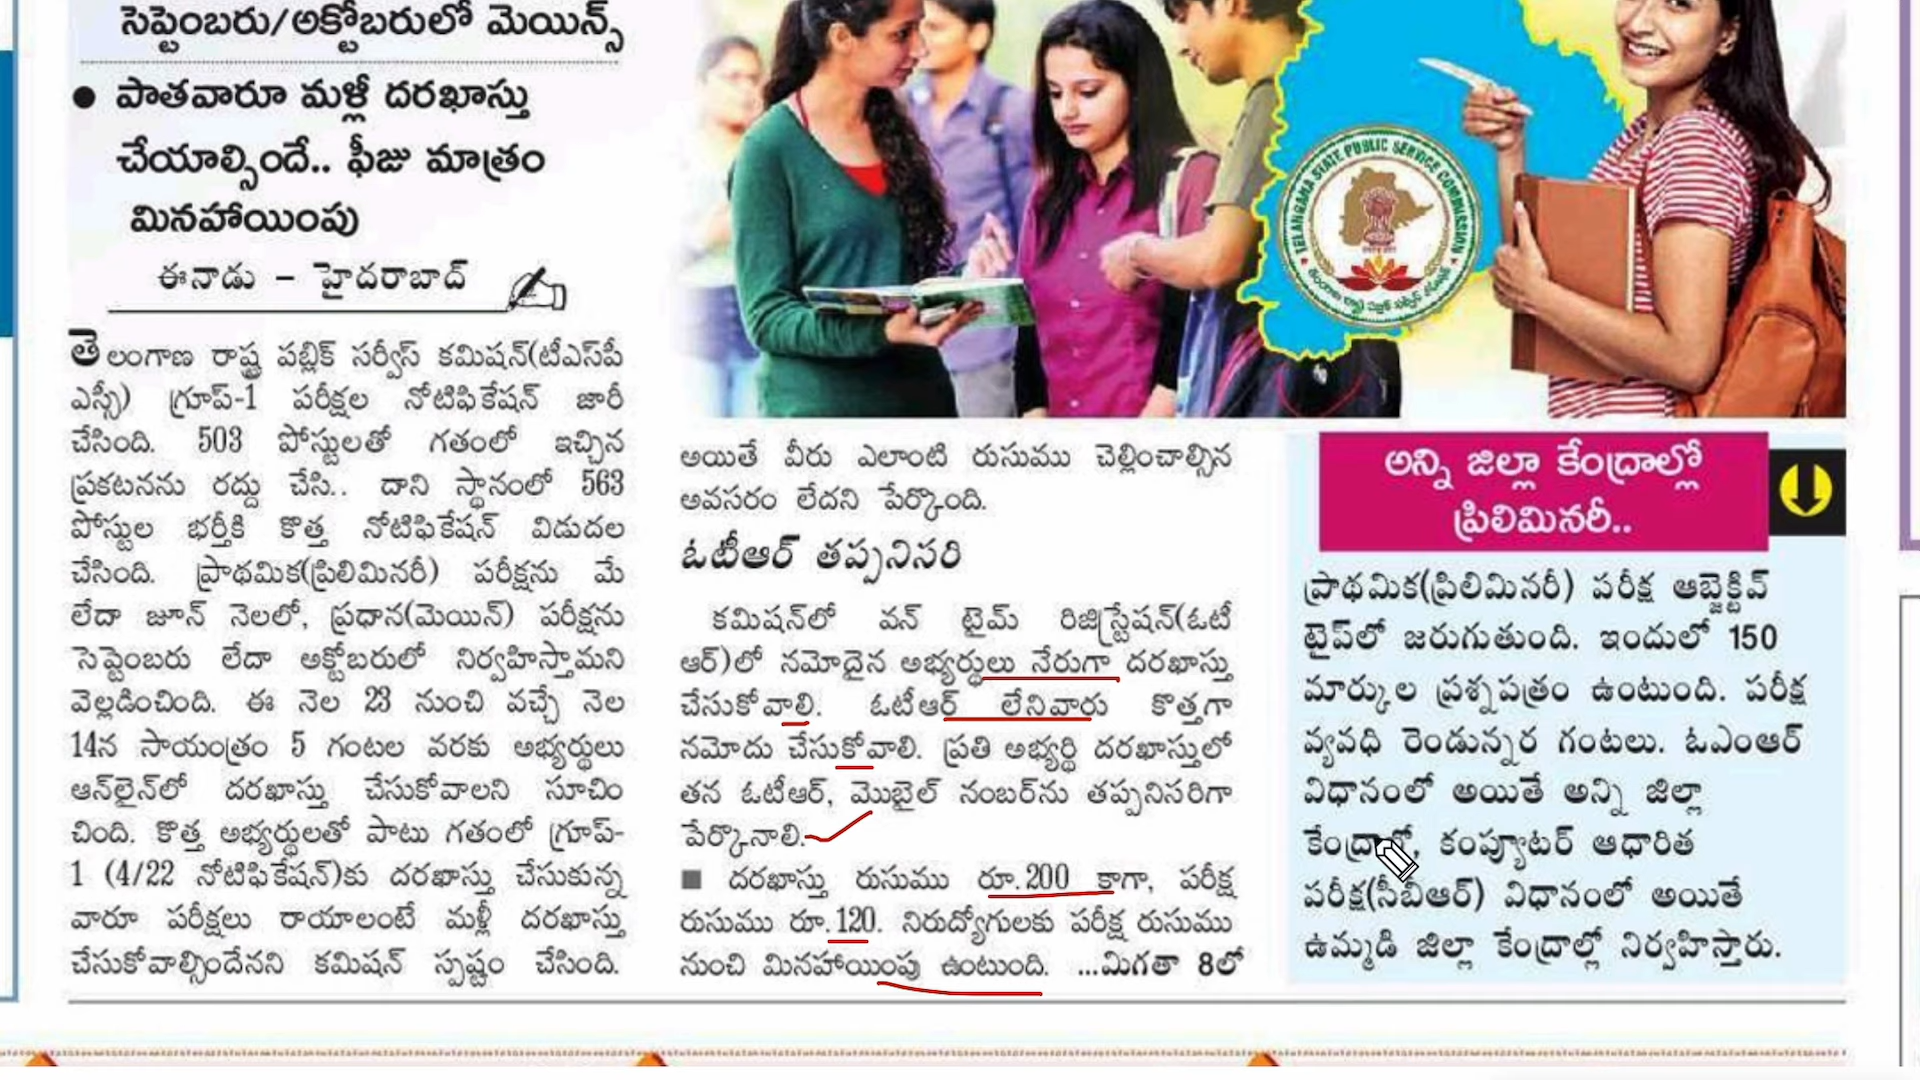 సెప్టెంబరు/అక్టోబరులో మెయిన్స్
● పాతవారూ మళ్లీ దరఖాస్తు
చేయాల్సిందే.. ఫీజు మాత్రం
మినహాయింపు
ఈనాడు - హైదరాబాద్
తెలంగాణ రాష్ట్ర పబ్లిక్ సర్వీస్ కమిషన్(టీఎస్‌పీ
ఎస్సీ) గ్రూప్-1 పరీక్షల నోటిఫికేషన్ జారీ
చేసింది. 503 పోస్టులతో గతంలో ఇచ్చిన
ప్రకటనను రద్దు చేసి.. దాని స్థానంలో 563
పోస్టుల భర్తీకి కొత్త నోటిఫికేషన్ విడుదల
చేసింది. ప్రాథమిక(ప్రిలిమినరీ) పరీక్షను మే
లేదా జూన్ నెలలో, ప్రధాన(మెయిన్) పరీక్షను
సెప్టెంబరు లేదా అక్టోబరులో నిర్వహిస్తామని
వెల్లడించింది. ఈ నెల 23 నుంచి వచ్చే నెల
14న సాయంత్రం 5 గంటల వరకు అభ్యర్థులు
ఆన్‌లైన్‌లో దరఖాస్తు చేసుకోవాలని సూచిం
చింది. కొత్త అభ్యర్థులతో పాటు గతంలో గ్రూప్-
1 (4/22 నోటిఫికేషన్)కు దరఖాస్తు చేసుకున్న
వారూ పరీక్షలు రాయాలంటే మళ్లీ దరఖాస్తు
చేసుకోవాల్సిందేనని కమిషన్ స్పష్టం చేసింది.
అయితే వీరు ఎలాంటి రుసుము చెల్లించాల్సిన
అవసరం లేదని పేర్కొంది.
ఓటీఆర్ తప్పనిసరి
కమిషన్‌లో వన్ టైమ్ రిజిస్ట్రేషన్(ఓటీ
ఆర్)లో నమోదైన అభ్యర్థులు నేరుగా దరఖాస్తు
చేసుకోవాలి. ఓటీఆర్ లేనివారు కొత్తగా
నమోదు చేసుకోవాలి. ప్రతి అభ్యర్థి దరఖాస్తులో
తన ఓటీఆర్, మొబైల్ నంబర్‌ను తప్పనిసరిగా
పేర్కొనాలి.
■ దరఖాస్తు రుసుము రూ.200 కాగా, పరీక్ష
రుసుము రూ.120. నిరుద్యోగులకు పరీక్ష రుసుము
నుంచి మినహాయింపు ఉంటుంది. ...మిగతా 8లో
TELANGANA STATE PUBLIC SERVICE COMMISSION
అన్ని జిల్లా కేంద్రాల్లో
ప్రిలిమినరీ..
ప్రాథమిక(ప్రిలిమినరీ) పరీక్ష ఆబ్జెక్టివ్
టైప్‌లో జరుగుతుంది. ఇందులో 150
మార్కుల ప్రశ్నపత్రం ఉంటుంది. పరీక్ష
వ్యవధి రెండున్నర గంటలు. ఓఎంఆర్
విధానంలో అయితే అన్ని జిల్లా
కంప్యూటర్ ఆధారిత
పరీక్ష(సీబీఆర్) విధానంలో అయితే
ఉమ్మడి జిల్లా కేంద్రాల్లో నిర్వహిస్తారు.